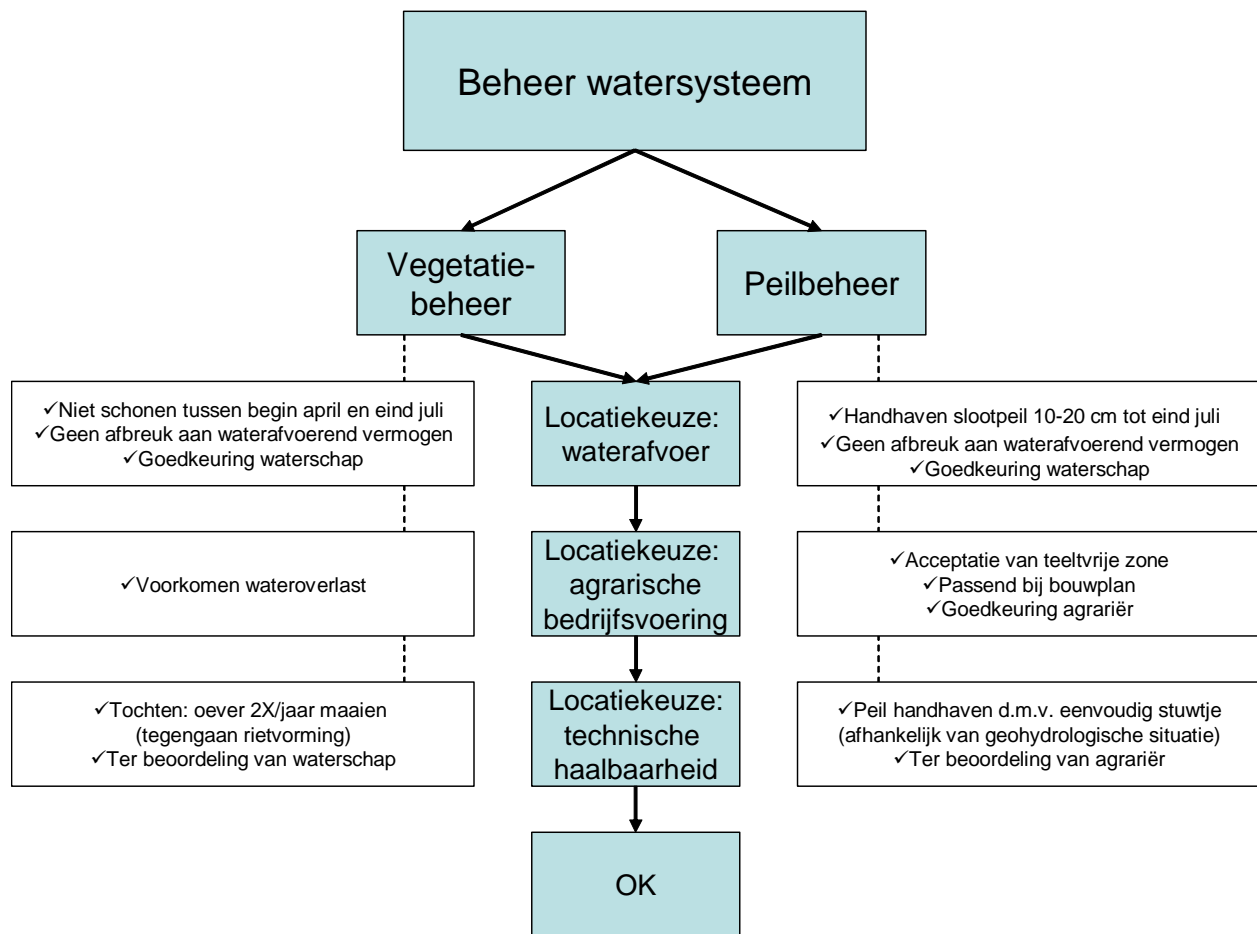 Beheer watersysteem
Vegetatie-
beheer
Peilbeheer
✓Niet schonen tussen begin april en eind juli
✓Geen afbreuk aan waterafvoerend vermogen
✓Goedkeuring waterschap
Locatiekeuze:
waterafvoer
✓Handhaven slootpeil 10-20 cm tot eind juli
✓Geen afbreuk aan waterafvoerend vermogen
✓Goedkeuring waterschap
✓Voorkomen wateroverlast
Locatiekeuze:
agrarische
bedrijfsvoering
✓Acceptatie van teeltvrije zone
✓Passend bij bouwplan
✓Goedkeuring agrariër
✓Tochten: oever 2X/jaar maaien
(tegengaan rietvorming)
✓Ter beoordeling van waterschap
Locatiekeuze:
technische
haalbaarheid
✓Peil handhaven d.m.v. eenvoudig stuwtje
(afhankelijk van geohydrologische situatie)
✓Ter beoordeling van agrariër
OK